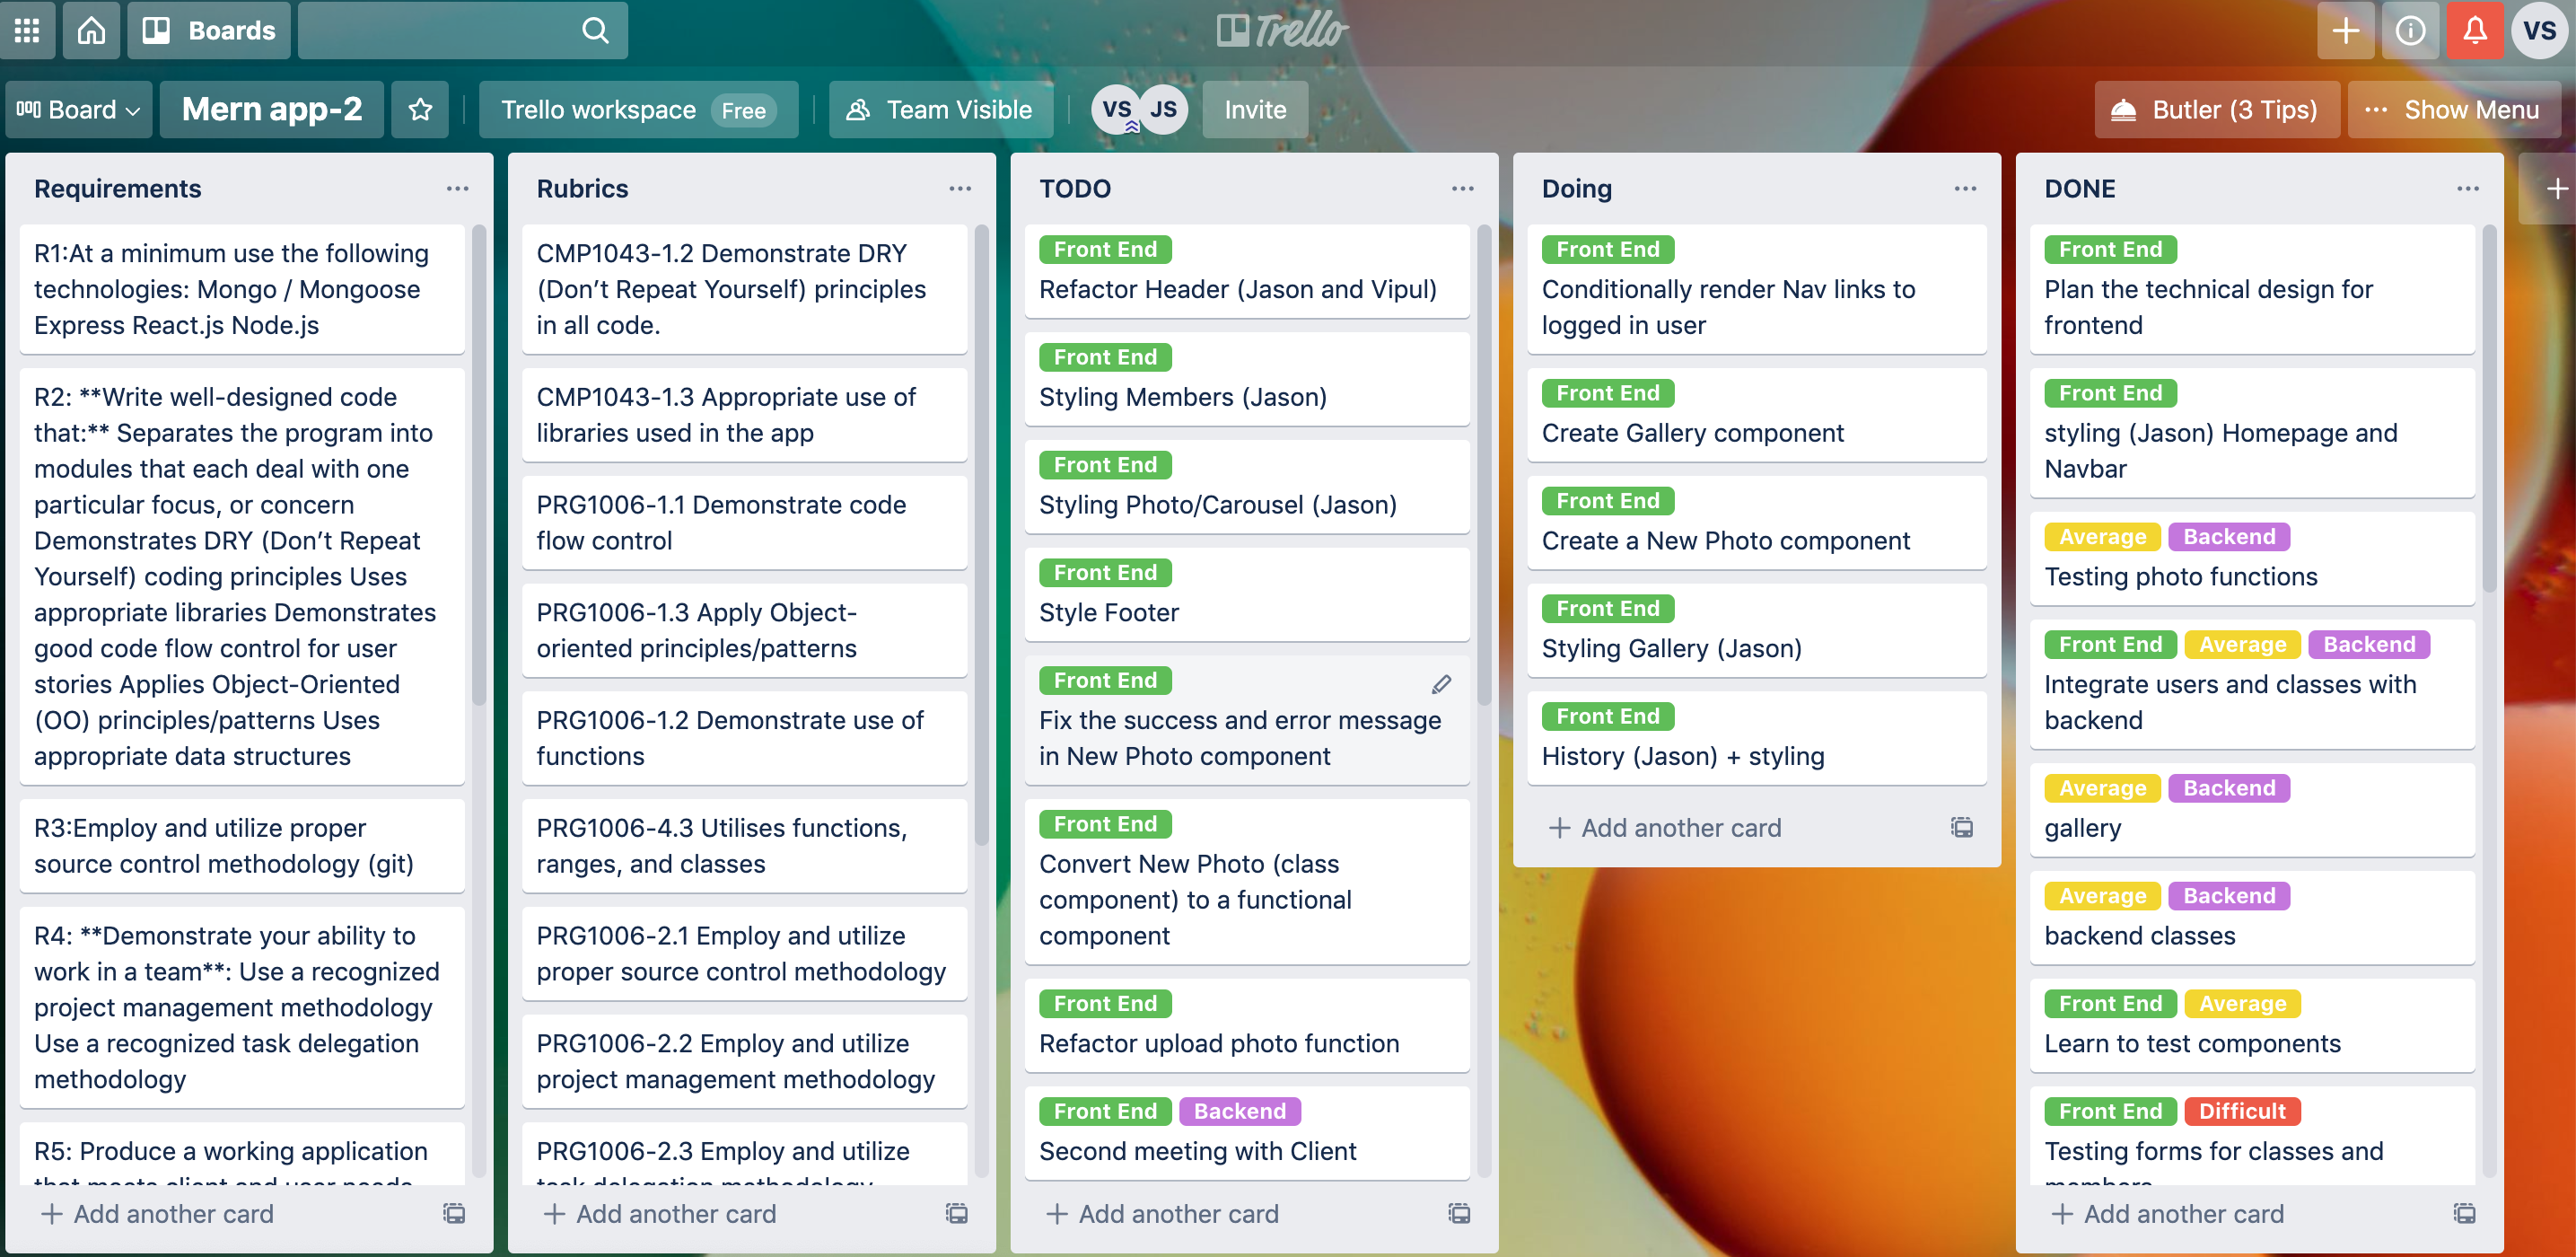 Boards
Trello
VS
Board
Mern app-2
Trello workspace Free
Team Visible
VS JS
Invite
Butler (3 Tips)
... Show Menu
Requirements
R1:At a minimum use the following
technologies: Mongo / Mongoose
Express React.js Node.js
R2: **Write well-designed code
that:** Separates the program into
modules that each deal with one
particular focus, or concern
Demonstrates DRY (Don’t Repeat
Yourself) coding principles Uses
appropriate libraries Demonstrates
good code flow control for user
stories Applies Object-Oriented
(OO) principles/patterns Uses
appropriate data structures
R3:Employ and utilize proper
source control methodology (git)
R4: **Demonstrate your ability to
work in a team**: Use a recognized
project management methodology
Use a recognized task delegation
methodology
R5: Produce a working application
that meets client and user needs
+ Add another card
Rubrics
CMP1043-1.2 Demonstrate DRY
(Don’t Repeat Yourself) principles
in all code.
CMP1043-1.3 Appropriate use of
libraries used in the app
PRG1006-1.1 Demonstrate code
flow control
PRG1006-1.3 Apply Object-
oriented principles/patterns
PRG1006-1.2 Demonstrate use of
functions
PRG1006-4.3 Utilises functions,
ranges, and classes
PRG1006-2.1 Employ and utilize
proper source control methodology
PRG1006-2.2 Employ and utilize
project management methodology
PRG1006-2.3 Employ and utilize
task delegation methodology
+ Add another card
TODO
Front End
Refactor Header (Jason and Vipul)
Front End
Styling Members (Jason)
Front End
Styling Photo/Carousel (Jason)
Front End
Style Footer
Front End
Fix the success and error message
in New Photo component
Front End
Convert New Photo (class
component) to a functional
component
Front End
Refactor upload photo function
Front End Backend
Second meeting with Client
+ Add another card
Doing
Front End
Conditionally render Nav links to
logged in user
Front End
Create Gallery component
Front End
Create a New Photo component
Front End
Styling Gallery (Jason)
Front End
History (Jason) + styling
+ Add another card
DONE
Front End
Plan the technical design for
frontend
Front End
styling (Jason) Homepage and
Navbar
Average Backend
Testing photo functions
Front End Average Backend
Integrate users and classes with
backend
Average Backend
gallery
Average Backend
backend classes
Front End Average
Learn to test components
Front End Difficult
Testing forms for classes and
members
+ Add another card